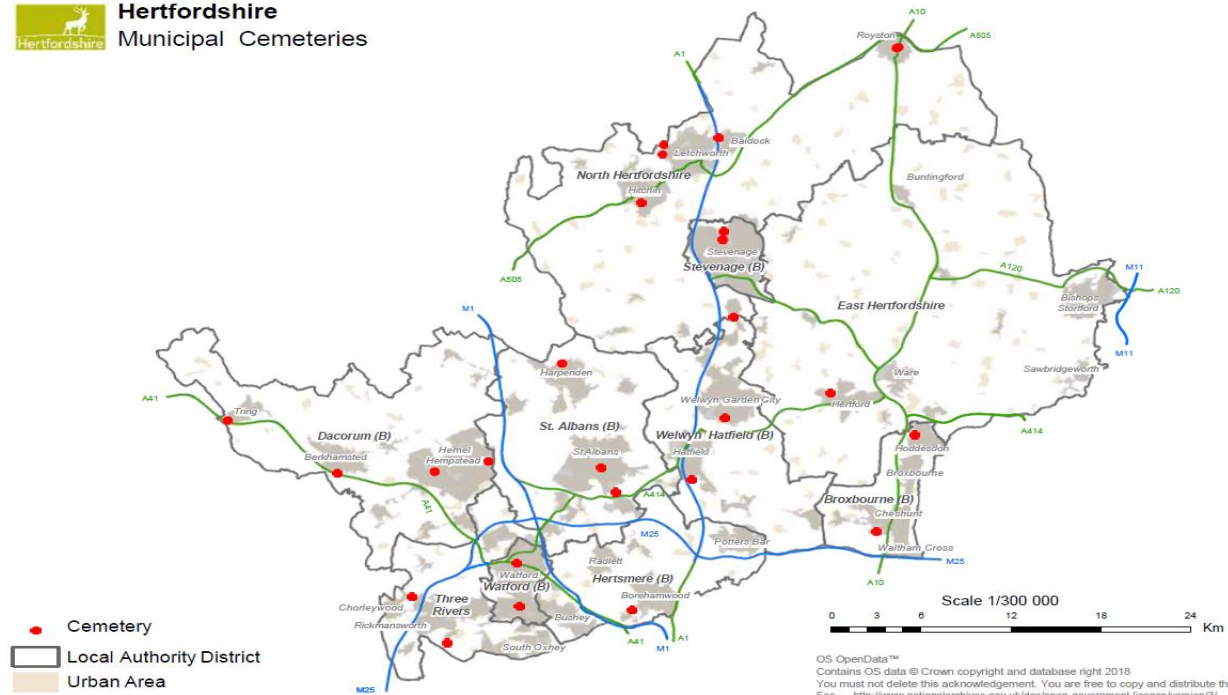 Hertfordshire
Hertfordshire
Municipal Cemeteries
A10
A505
Royston
A1
Baldock
Letchworth
North Hertfordshire
Hitchin
Buntingford
Stevenage
Stevenage (B)
A505
A120
M11
A120
Bishops
Stortford
M11
East Hertfordshire
M1
Harpenden
Ware
Sawbridgeworth
Welwyn Garden City
Hertford
A41
Tring
Dacorum (B)
St. Albans (B)
Welwyn Hatfield (B)
A414
Hoddesdon
Berkhamsted
Hemel
Hempstead
St Albans
Hatfield
Broxbourne
A414
Broxbourne (B)
A41
Cheshunt
M25
Potters Bar
Waltham Cross
M25
Radlett
Watford
Watford (B)
Hertsmere (B)
A10
Three
Rivers
Chorleywood
Rickmansworth
Borehamwood
Bushey
South Oxhey
A41
M1
A1
M25
Scale 1/300 000
0 3 6 12 18 24
Km
Cemetery
Local Authority District
Urban Area
OS OpenData™
Contains OS data © Crown copyright and database right 2018
You must not delete this acknowledgement. You are free to copy and distribute th